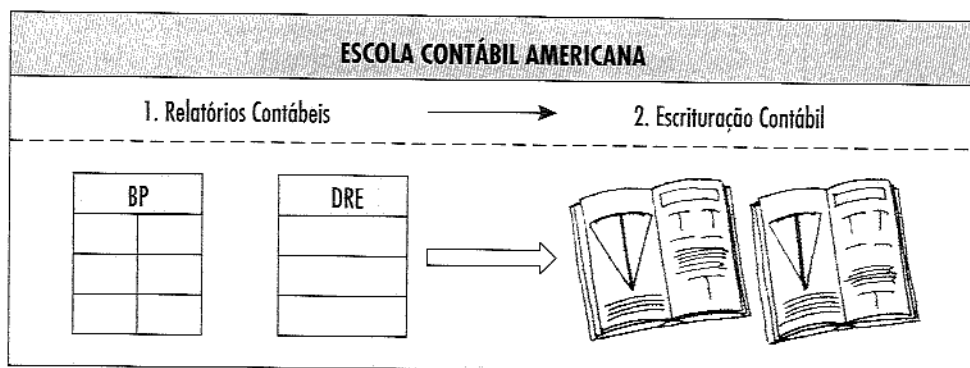 ESCOLA CONTÁBIL AMERICANA
1. Relatórios Contábeis
2. Escrituração Contábil
BP
DRE